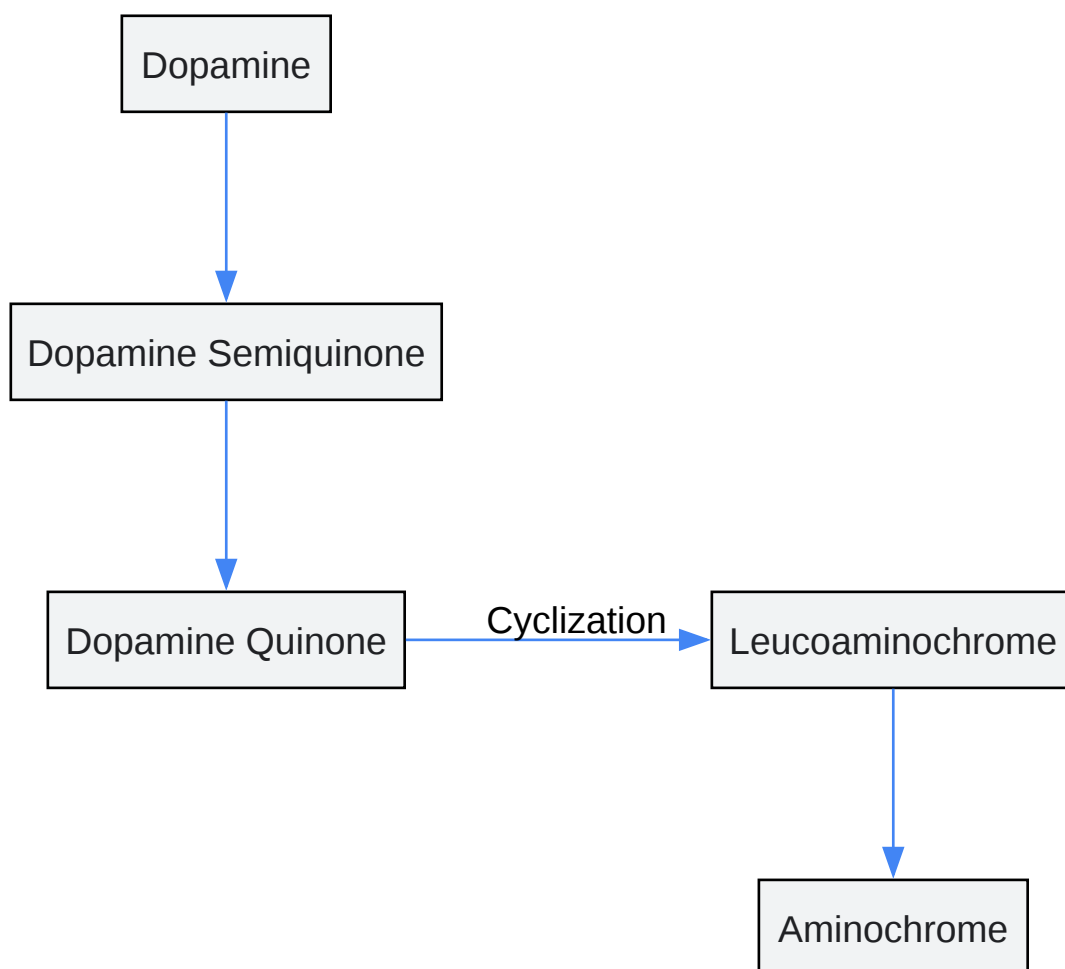 Dopamine
Dopamine Semiquinone
Dopamine Quinone
Cyclization
Leucoaminochrome
Aminochrome